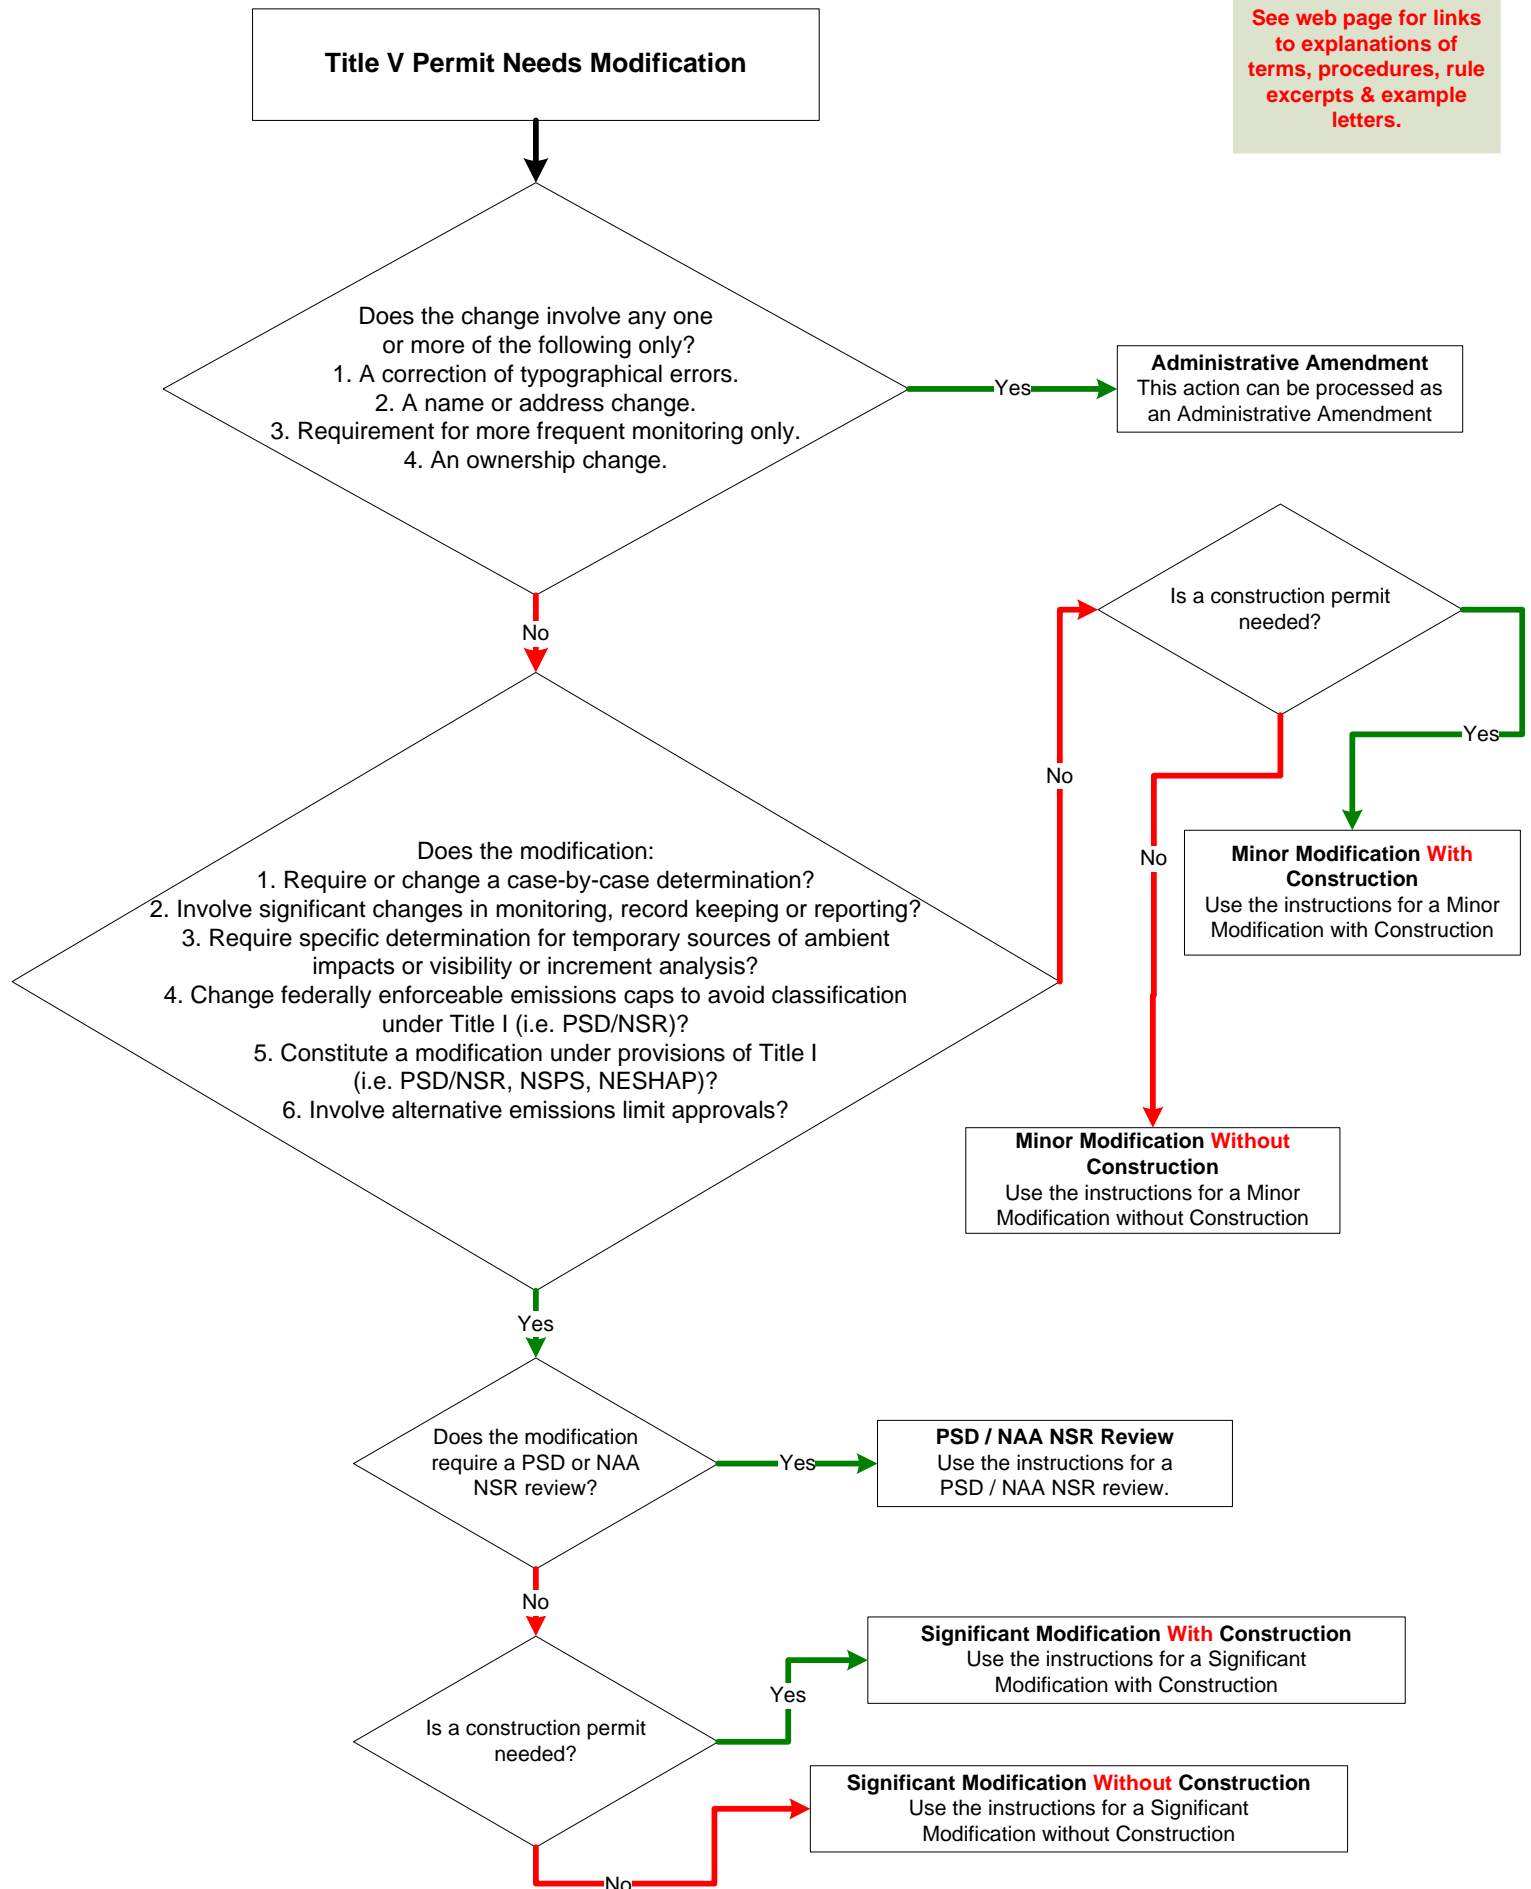 See web page for links
to explanations of
terms, procedures, rule
excerpts & example
letters.
Title V Permit Needs Modification
Does the change involve any one
or more of the following only?
1. A correction of typographical errors.
2. A name or address change.
3. Requirement for more frequent monitoring only.
4. An ownership change.
Yes
Administrative Amendment
This action can be processed as
an Administrative Amendment
No
Is a construction permit
needed?
Yes
No
Minor Modification With
Construction
Use the instructions for a Minor
Modification with Construction
No
Does the modification:
1. Require or change a case-by-case determination?
2. Involve significant changes in monitoring, record keeping or reporting?
3. Require specific determination for temporary sources of ambient
impacts or visibility or increment analysis?
4. Change federally enforceable emissions caps to avoid classification
under Title I (i.e. PSD/NSR)?
5. Constitute a modification under provisions of Title I
(i.e. PSD/NSR, NSPS, NESHAP)?
6. Involve alternative emissions limit approvals?
Minor Modification Without
Construction
Use the instructions for a Minor
Modification without Construction
Yes
Does the modification
require a PSD or NAA
NSR review?
Yes
PSD / NAA NSR Review
Use the instructions for a
PSD / NAA NSR review.
No
Is a construction permit
needed?
Yes
Significant Modification With Construction
Use the instructions for a Significant
Modification with Construction
Significant Modification Without Construction
Use the instructions for a Significant
Modification without Construction
No